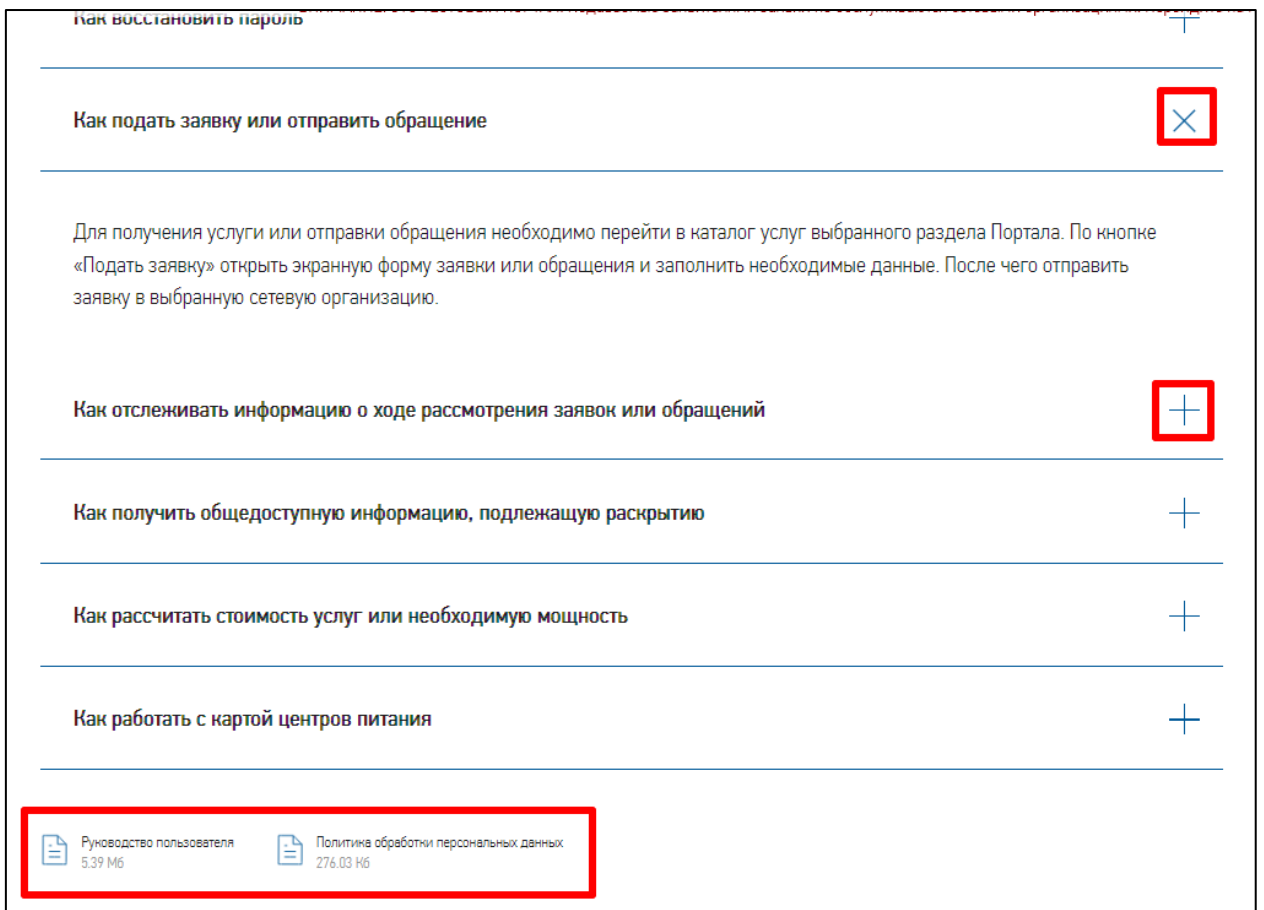 Как восстановить пароль
Как подать заявку или отправить обращение
Для получения услуги или отправки обращения необходимо перейти в каталог услуг выбранного раздела Портала. По кнопке
«Подать заявку» открыть экранную форму заявки или обращения и заполнить необходимые данные. После чего отправить
заявку в выбранную сетевую организацию.
Как отслеживать информацию о ходе рассмотрения заявок или обращений
Как получить общедоступную информацию, подлежащую раскрытию
Как рассчитать стоимость услуг или необходимую мощность
Как работать с картой центров питания
Руководство пользователя
5.39 Мб
Политика обработки персональных данных
276.03 Кб